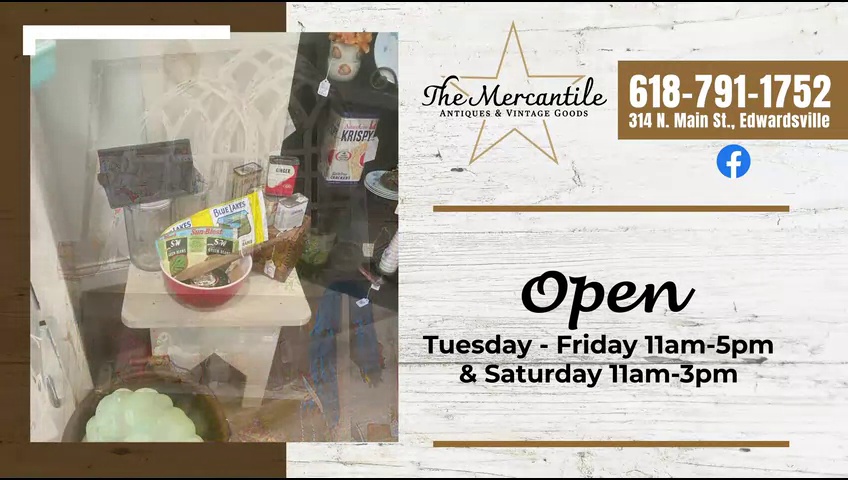 The Mercantile
ANTIQUES & VINTAGE GOODS
618-791-1752
314 N. Main St., Edwardsville
Open
Tuesday - Friday 11am-5pm
& Saturday 11am-3pm
KRISPY
GINGER
BLUE LAKES
LAKES
S&W
S&W